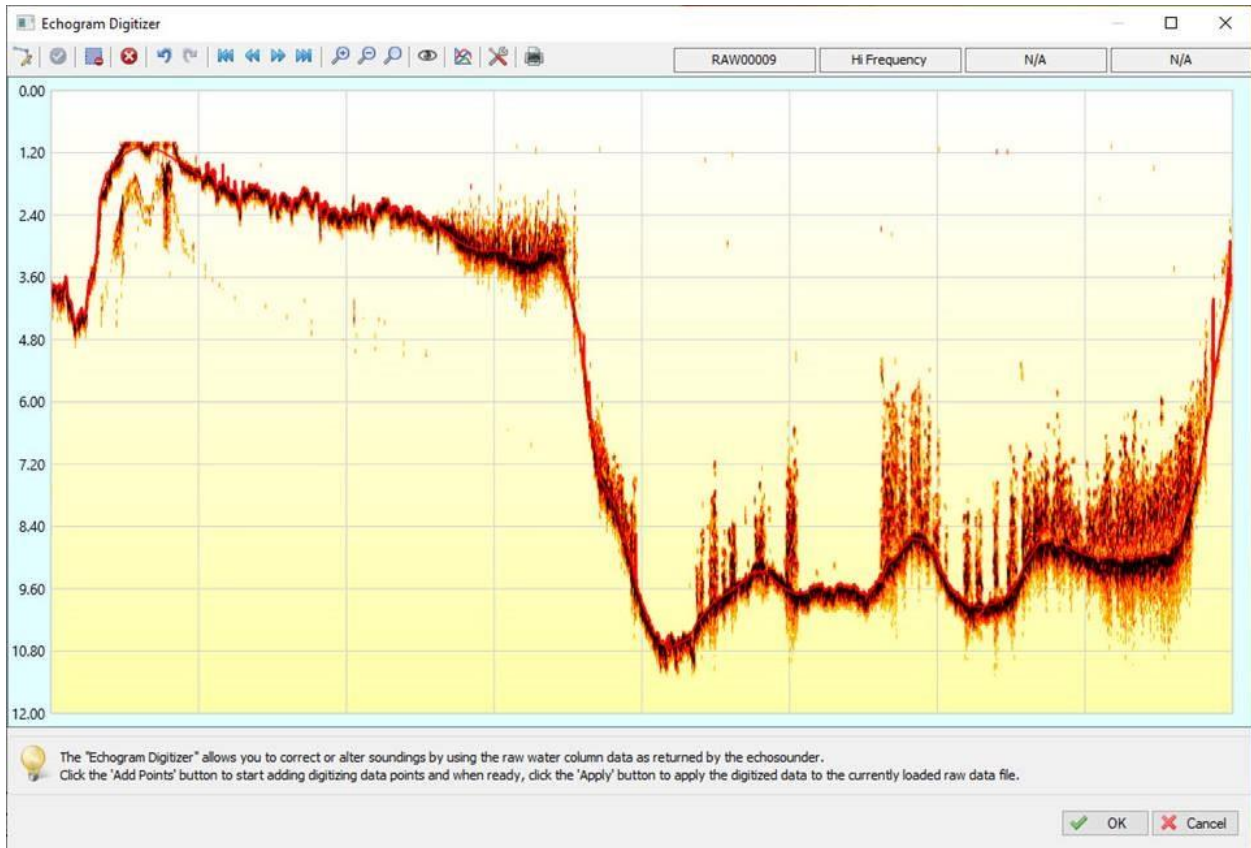 Echogram Digitizer
RAW00009
Hi Frequency
N/A
N/A
0.00
1.20
2.40
3.60
4.80
6.00
7.20
8.40
9.60
10.80
12.00
The "Echogram Digitizer" allows you to correct or alter soundings by using the raw water column data as returned by the echosounder.
Click the 'Add Points' button to start adding digitizing data points and when ready, click the 'Apply' button to apply the digitized data to the currently loaded raw data file.
OK
Cancel